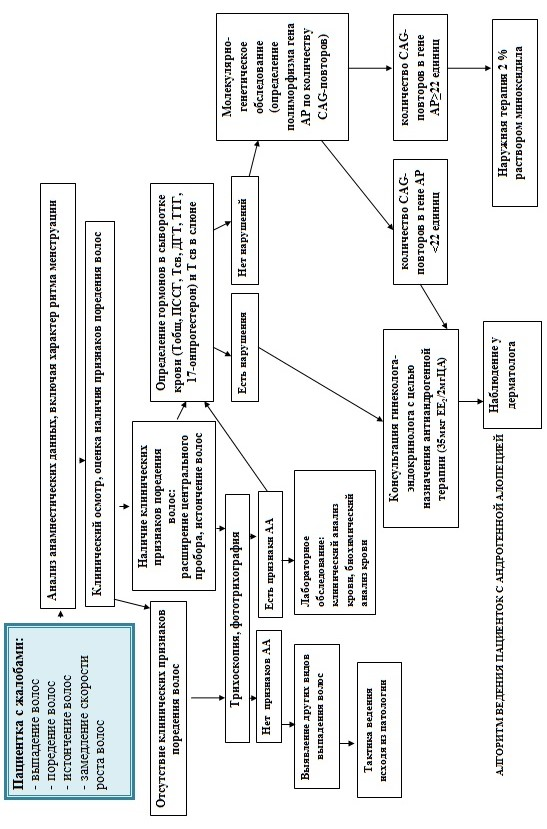 Пациентка с жалобами:
- выпадение волос
- поредение волос
- истончение волос
- замедление скорости
роста волос
Анализ анамнестических данных, включая характер ритма менструации
Клинический осмотр, оценка наличия признаков поредения волос
Отсутствие клинических признаков
поредения волос
Наличие клинических
признаков поредения
волос:
расширение центрального
пробора, истончение волос
Определение гормонов в сыворотке
крови (Тобщ, ПССГ, Тсв, ДГТ, ТТГ,
17-онпрогестерон) и Т св в слюне
Трихоскопия, фототрихография
Нет признаков АА
Есть признаки АА
Есть нарушения
Нет нарушений
Молекулярно-
генетическое
обследование
(определение
полиморфизма гена
АР по количеству
CAG-повторов)
Выявление других видов
выпадения волос
Лабораторное
обследование:
клинический анализ
крови, биохимический
анализ крови
Тактика ведения
исходя из патологии
Консультация гинеколога-
эндокринолога с целью
назначения антиандрогенной
терапии (35мкг ЕЕ2/2мгЦА)
количество CAG-
повторов в гене АР
<22 единиц
количество CAG-
повторов в гене
АР≥22 единиц
Наблюдение у
дерматолога
Наружная терапия 2 %
раствором миноксидила
АЛГОРИТМ ВЕДЕНИЯ ПАЦИЕНТОК С АНДРОГЕННОЙ АЛОПЕЦИЕЙ